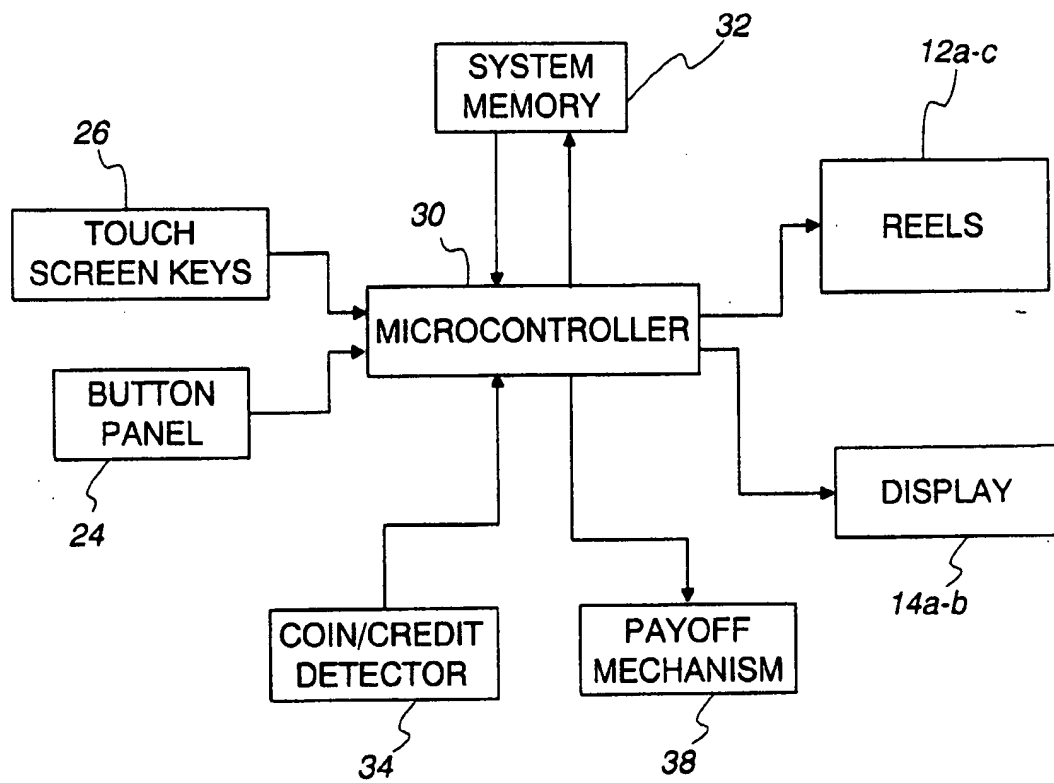 32
SYSTEM
MEMORY
12a-c
26
TOUCH
SCREEN KEYS
30
REELS
MICROCONTROLLER
BUTTON
PANEL
24
DISPLAY
14a-b
COIN/CREDIT
DETECTOR
34
PAYOFF
MECHANISM
38